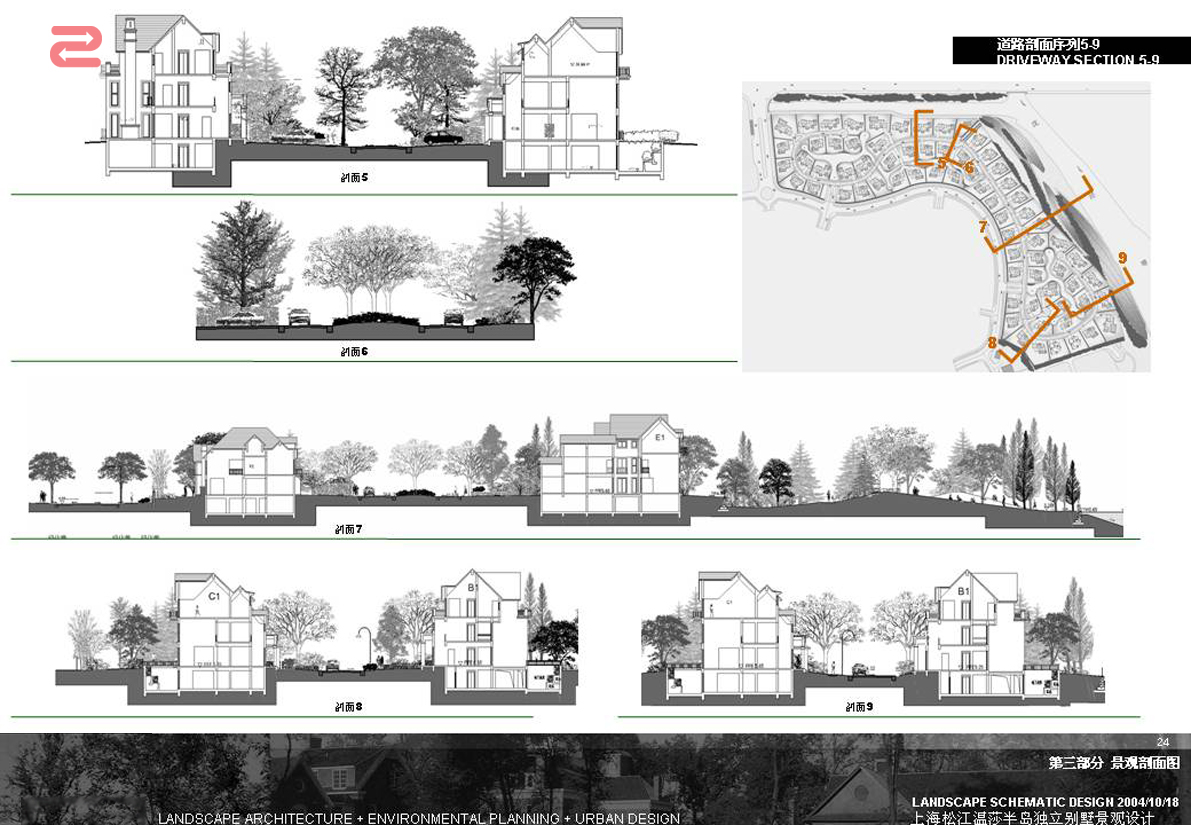 道路剖面序列5-9
DRIVEWAY SECTION 5-9
剖面5
5
6
7
9
8
剖面6
E1
剖面7
C1
B1
C1
B1
剖面8
剖面9
24
第三部分 景观剖面图
LANDSCAPE SCHEMATIC DESIGN 2004/10/18
LANDSCAPE ARCHITECTURE + ENVIRONMENTAL PLANNING + URBAN DESIGN
上海松江温莎半岛独立别墅景观设计